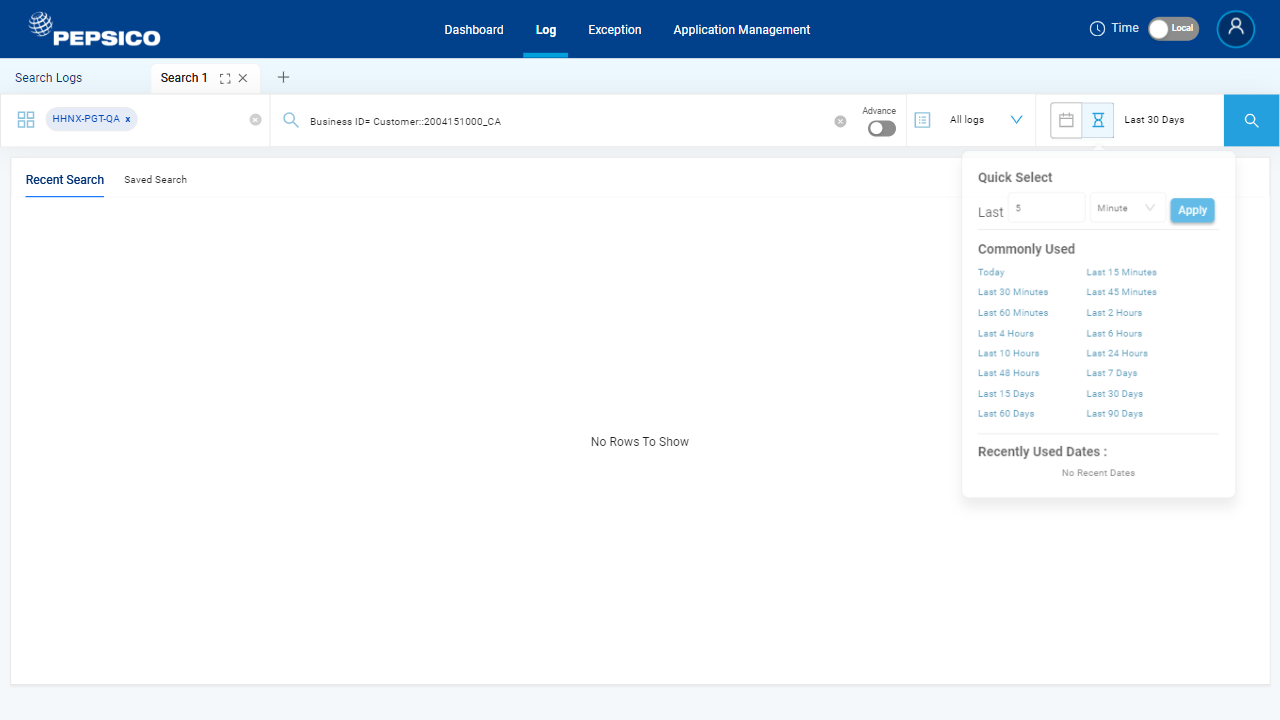 PEPSICO
Dashboard
Log
Exception
Application Management
Time
Local
Search Logs
Search 1
HHNX-PGT-QA x
Business ID= Customer::2004151000_CA
Advance
All logs
Last 30 Days
Recent Search
Saved Search
No Rows To Show
Quick Select
Last 5 Minute Apply
Commonly Used
Today Last 15 Minutes
Last 30 Minutes Last 45 Minutes
Last 60 Minutes Last 2 Hours
Last 4 Hours Last 6 Hours
Last 10 Hours Last 24 Hours
Last 48 Hours Last 7 Days
Last 15 Days Last 30 Days
Last 60 Days Last 90 Days
Recently Used Dates :
No Recent Dates